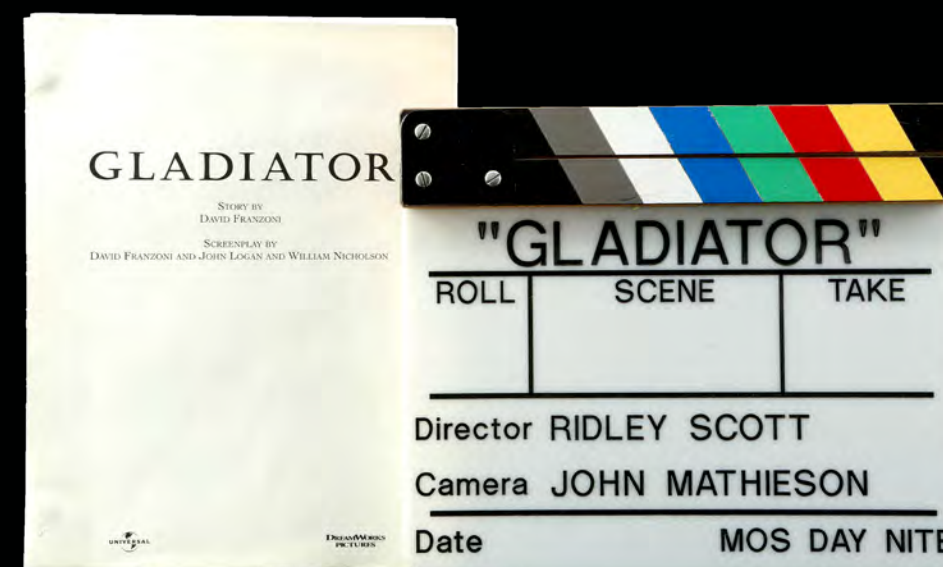 GLADIATOR
STORY BY
DAVID FRANZONI
SCREENPLAY BY
DAVID FRANZONI AND JOHN LOGAN AND WILLIAM NICHOLSON
UNIVERSAL
DREAMWORKS
PICTURES
"GLADIATOR"
ROLL SCENE TAKE
Director RIDLEY SCOTT
Camera JOHN MATHIESON
Date MOS DAY NITE